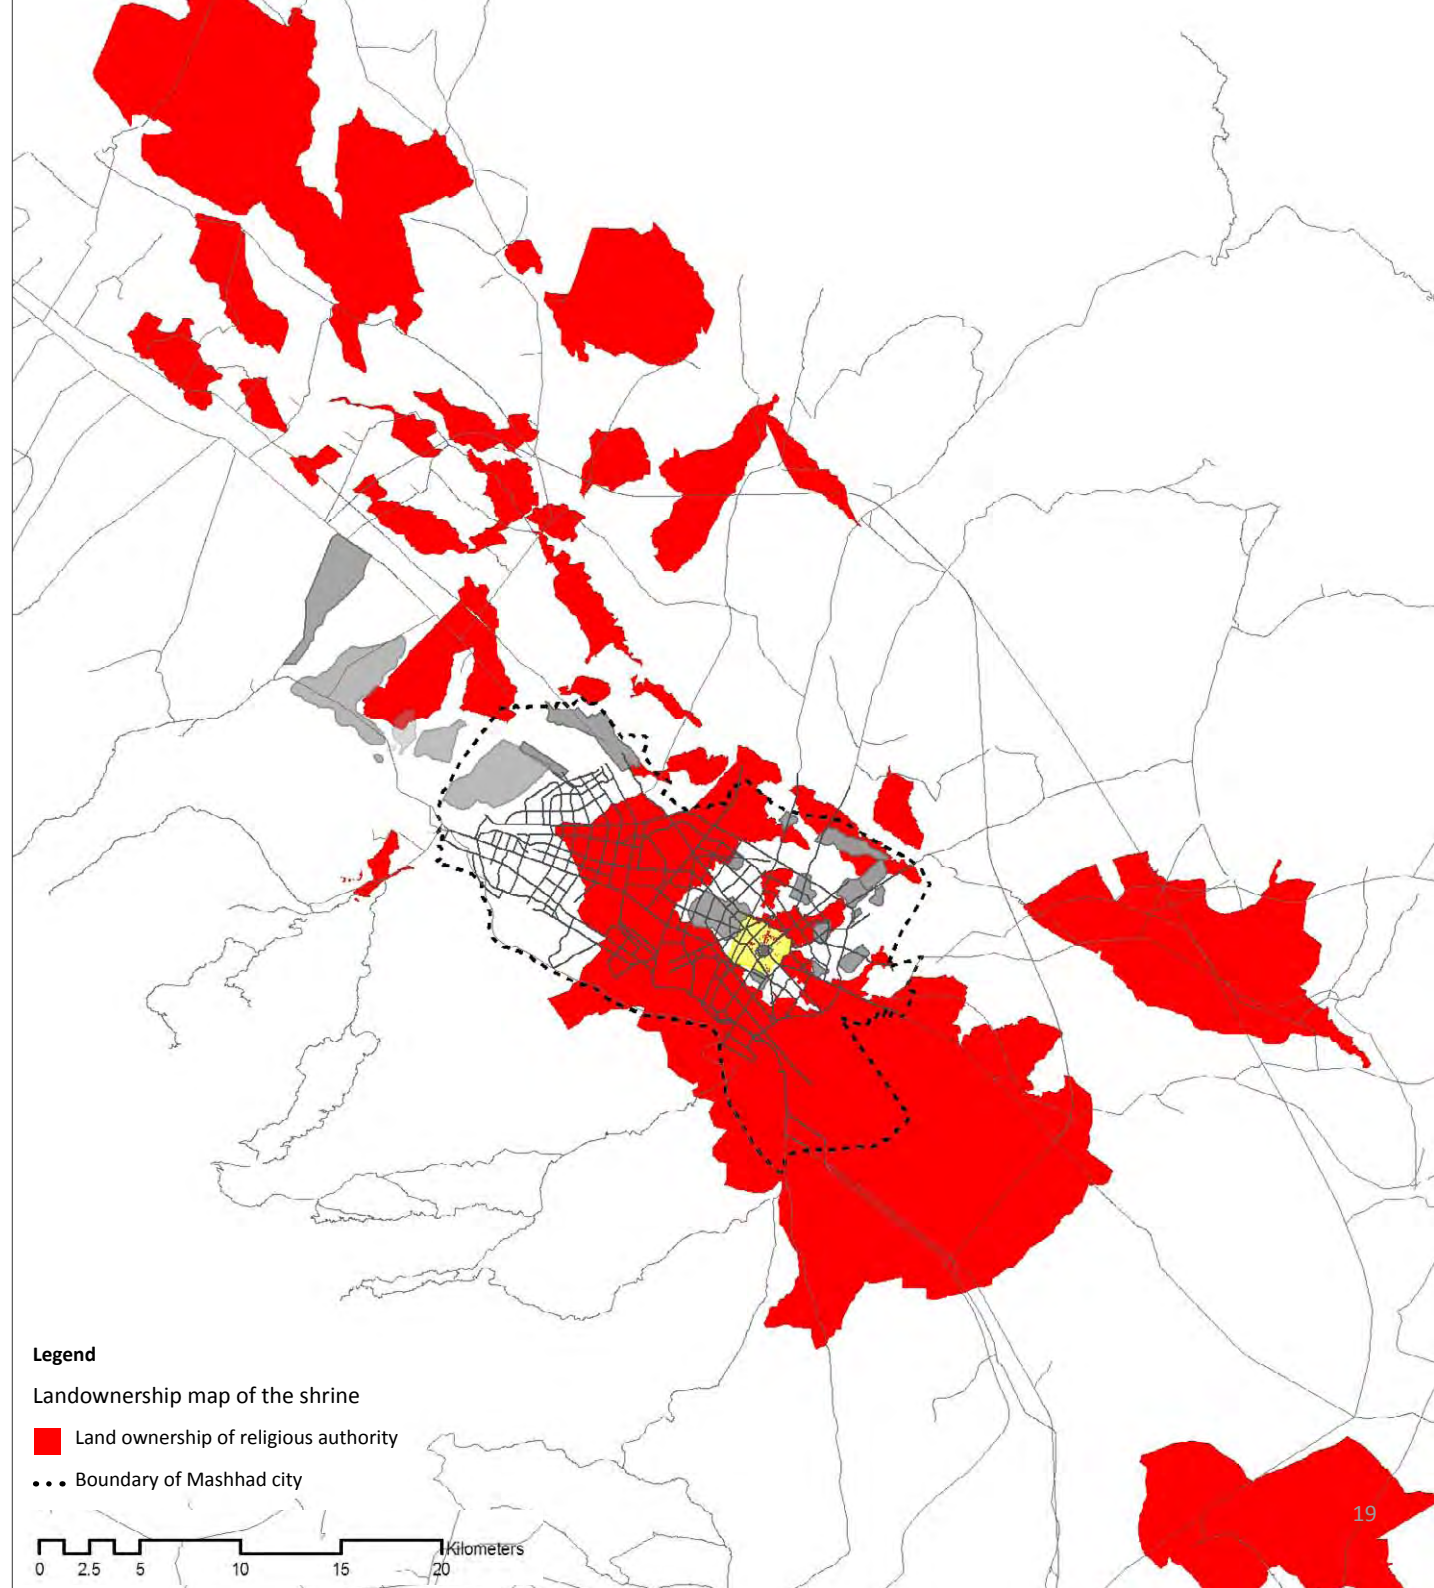 Legend
Landownership map of the shrine
Land ownership of religious authority
Boundary of Mashhad city
19
Kilometers
0 2.5 5 10 15 20